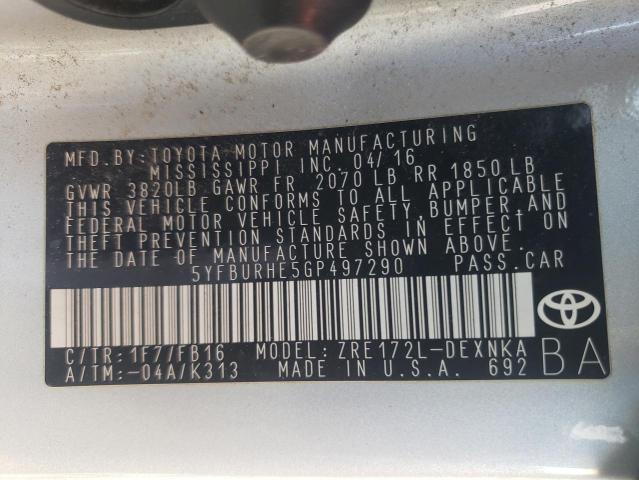 MFD.BY:TOYOTA MOTOR MANUFACTURING
MISSISSIPPI INC. 04/16
GVWR 3820LB GAWR FR 2070 LB RR 1850 LB
THIS VEHICLE CONFORMS TO ALL APPLICABLE
FEDERAL MOTOR VEHICLE SAFETY, BUMPER, AND
THEFT PREVENTION STANDARDS IN EFFECT ON
THE DATE OF MANUFACTURE SHOWN ABOVE.
5YFBURHE5GP497290 PASS.CAR
C/TR:1F7/FB16 MODEL: ZRE172L-DEXNKA
A/TM:-04A/K313 MADE IN U.S.A. 692
BA